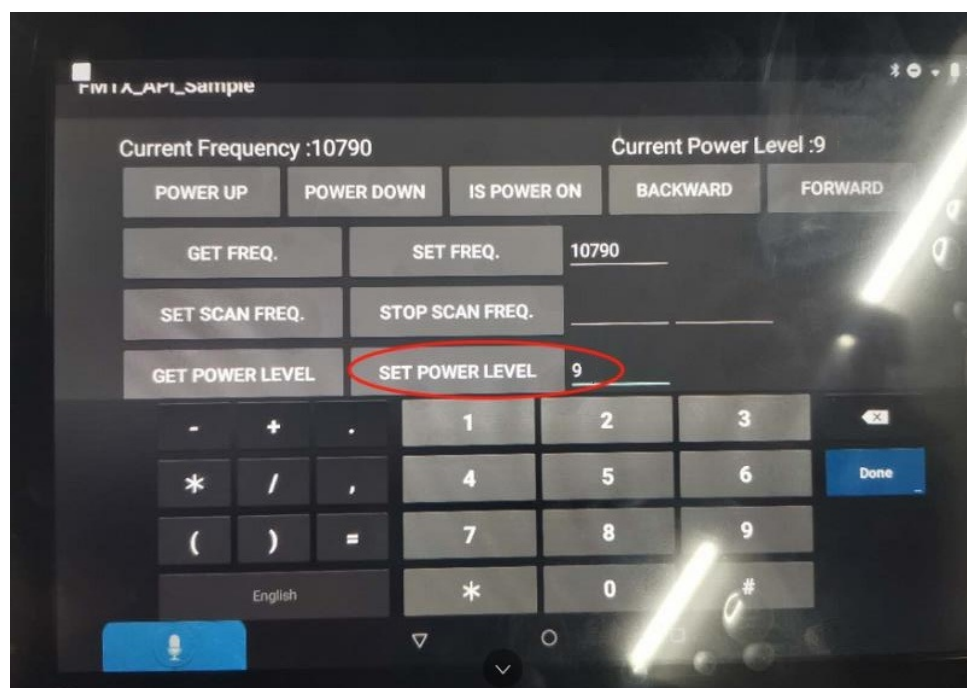 FMTX_API_Sample
Current Frequency :10790 Current Power Level :9
POWER UP POWER DOWN IS POWER ON BACKWARD FORWARD
GET FREQ. SET FREQ. 10790
SET SCAN FREQ. STOP SCAN FREQ.
GET POWER LEVEL SET POWER LEVEL 9
- + . 1 2 3
* / , 4 5 6 Done
( ) = 7 8 9
English * 0 #